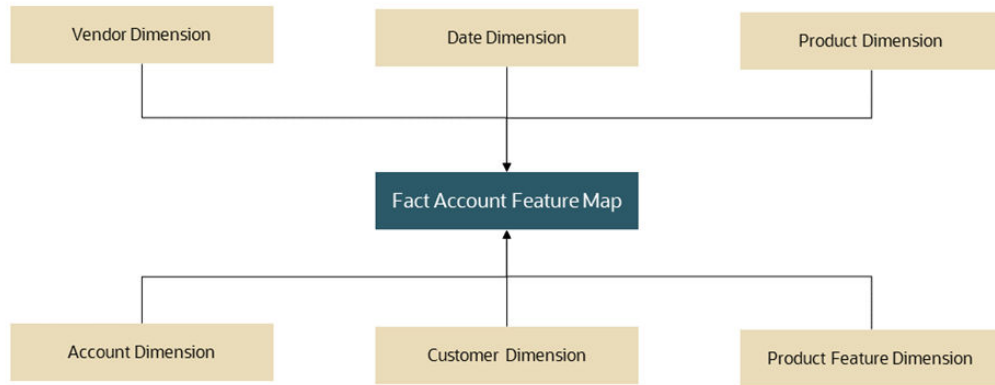 Vendor Dimension
Date Dimension
Product Dimension
Fact Account Feature Map
Account Dimension
Customer Dimension
Product Feature Dimension